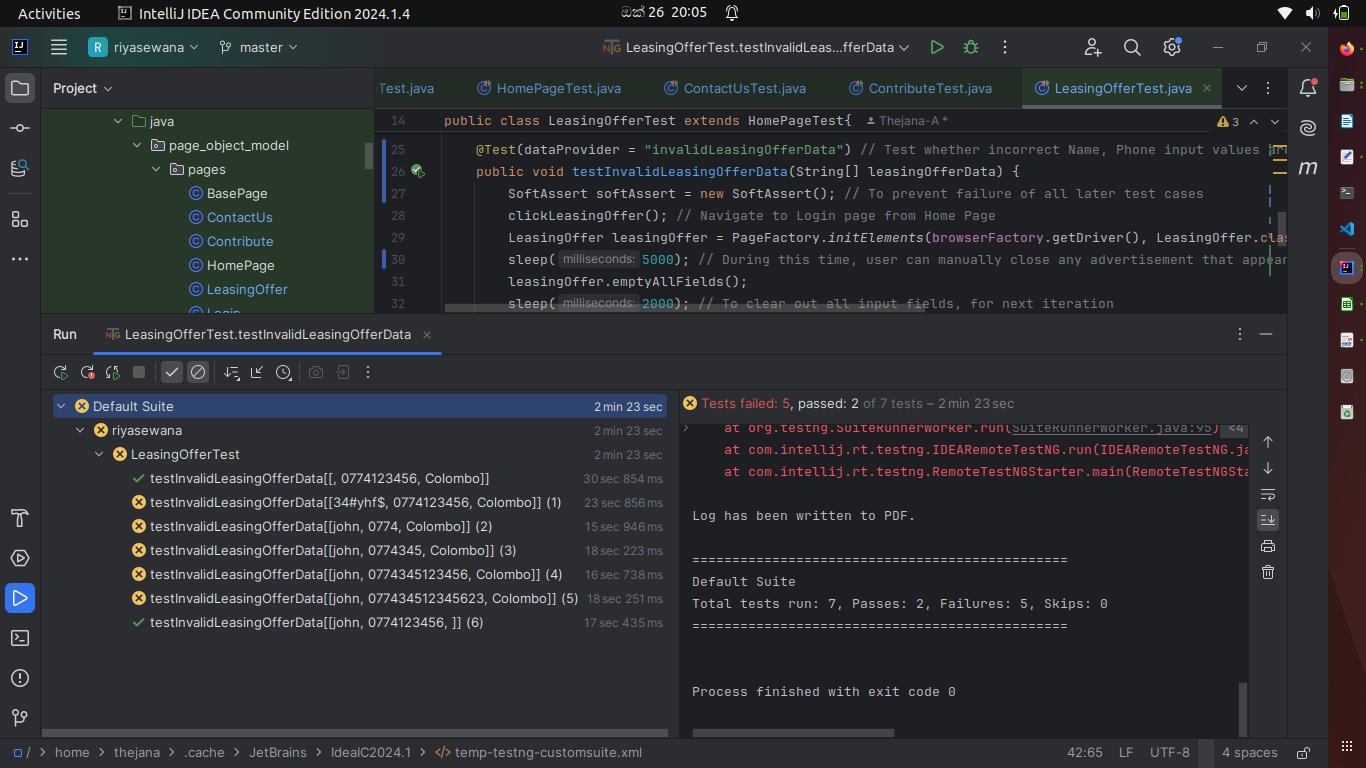 Activities IntelliJ IDEA Community Edition 2024.1.4 ඔක් 26 20:05
R riyasewana master LeasingOfferTest.testInvalidLeas...fferData
Project
Test.java HomePageTest.java ContactUsTest.java ContributeTest.java LeasingOfferTest.java
java
page_object_model
pages
BasePage
ContactUs
Contribute
HomePage
LeasingOffer
Login
14 public class LeasingOfferTest extends HomePageTest{ Thejana-A * 3
25 @Test(dataProvider = "invalidLeasingOfferData") // Test whether incorrect Name, Phone input values are
26 public void testInvalidLeasingOfferData(String[] leasingOfferData) {
27 SoftAssert softAssert = new SoftAssert(); // To prevent failure of all later test cases
28 clickLeasingOffer(); // Navigate to Login page from Home Page
29 LeasingOffer leasingOffer = PageFactory.initElements(browserFactory.getDriver(), LeasingOffer.clas
30 sleep( milliseconds: 5000); // During this time, user can manually close any advertisement that appear
31 leasingOffer.emptyAllFields();
32 sleep( milliseconds: 2000); // To clear out all input fields, for next iteration
m
Run LeasingOfferTest.testInvalidLeasingOfferData
Default Suite 2 min 23 sec
riyasewana 2 min 23 sec
LeasingOfferTest 2 min 23 sec
testInvalidLeasingOfferData[[, 0774123456, Colombo]] 30 sec 854 ms
testInvalidLeasingOfferData[[34#yhf$, 0774123456, Colombo]] (1) 23 sec 856 ms
testInvalidLeasingOfferData[[john, 0774, Colombo]] (2) 15 sec 946 ms
testInvalidLeasingOfferData[[john, 0774345, Colombo]] (3) 18 sec 223 ms
testInvalidLeasingOfferData[[john, 0774345123456, Colombo]] (4) 16 sec 738 ms
testInvalidLeasingOfferData[[john, 077434512345623, Colombo]] (5) 18 sec 251 ms
testInvalidLeasingOfferData[[john, 0774123456, ]] (6) 17 sec 435 ms
Tests failed: 5, passed: 2 of 7 tests – 2 min 23 sec
at org.testng.SuiteRunnerWorker.run(SuiteRunnerWorker.java:95) <4
at com.intellij.rt.testng.IDEARemoteTestNG.run(IDEARemoteTestNG.ja
at com.intellij.rt.testng.RemoteTestNGStarter.main(RemoteTestNGSta
Log has been written to PDF.
===============================================
Default Suite
Total tests run: 7, Passes: 2, Failures: 5, Skips: 0
===============================================
Process finished with exit code 0
/ > home > thejana > .cache > JetBrains > IdealC2024.1 > temp-testng-customsuite.xml 42:65 LF UTF-8 4 spaces